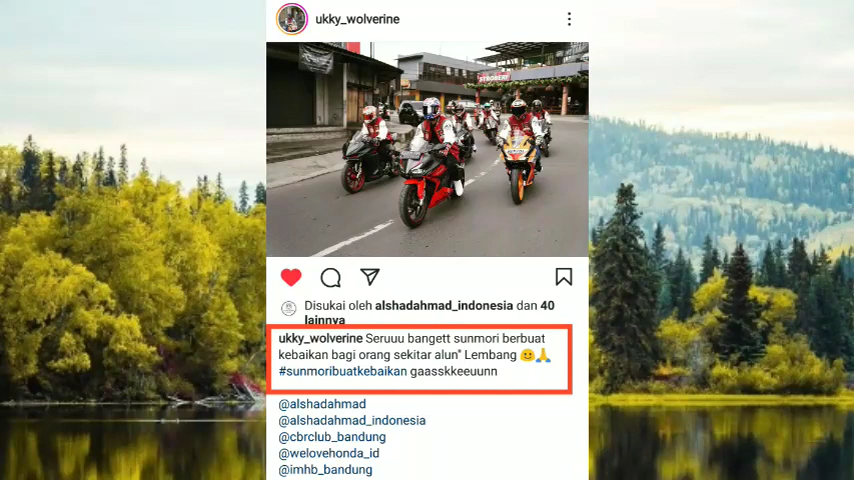 ukky_wolverine
STROBERI
Disukai oleh alshadahmad_indonesia dan 40
lainnya
ukky_wolverine Seruuu bangett sunmori berbuat
kebaikan bagi orang sekitar alun" Lembang 🙂🙏
#sunmoribuatkebaikan gaasskkeeuunn
@alshadahmad
@alshadahmad_indonesia
@cbrclub_bandung
@welovehonda_id
@imhb_bandung